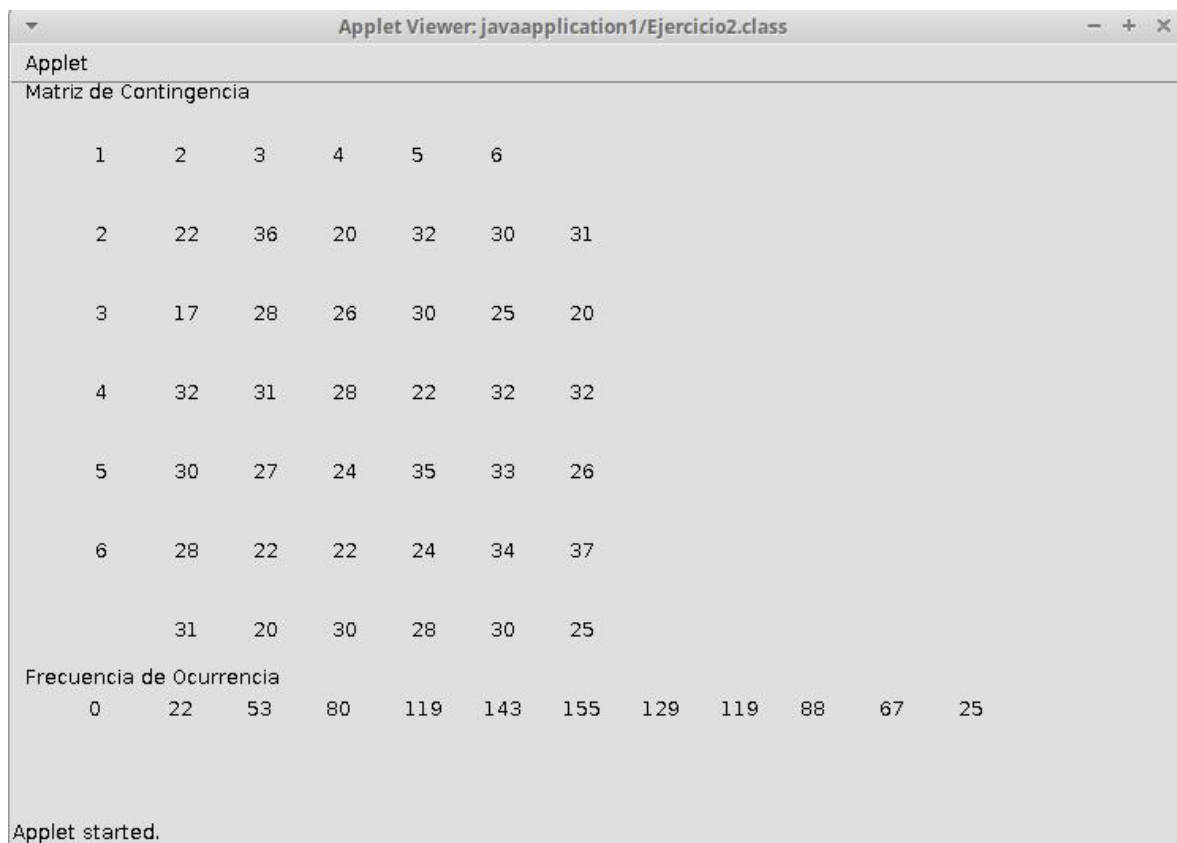 Applet Viewer: javaapplication1/Ejercicio2.class
Applet
Matriz de Contingencia
1 2 3 4 5 6
2 22 36 20 32 30 31
3 17 28 26 30 25 20
4 32 31 28 22 32 32
5 30 27 24 35 33 26
6 28 22 22 24 34 37
31 20 30 28 30 25
Frecuencia de Ocurrencia
0 22 53 80 119 143 155 129 119 88 67 25
Applet started.